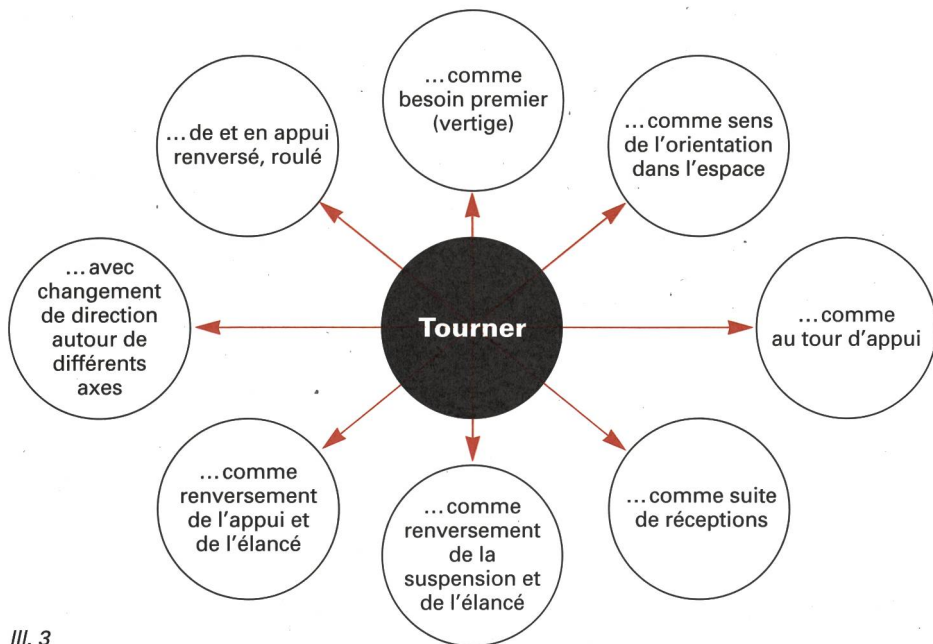 ...comme
besoin premier
(vertige)
...de et en appui
renversé, roulé
...comme sens
de l'orientation
dans l'espace
...avec
changement
de direction
autour de
différents
axes
Tourner
...comme
au tour d'appui
...comme
renversement
de l'appui et
de l'élancé
...comme
renversement
de la
suspension et
de l'élancé
...comme suite
de réceptions
Ill. 3